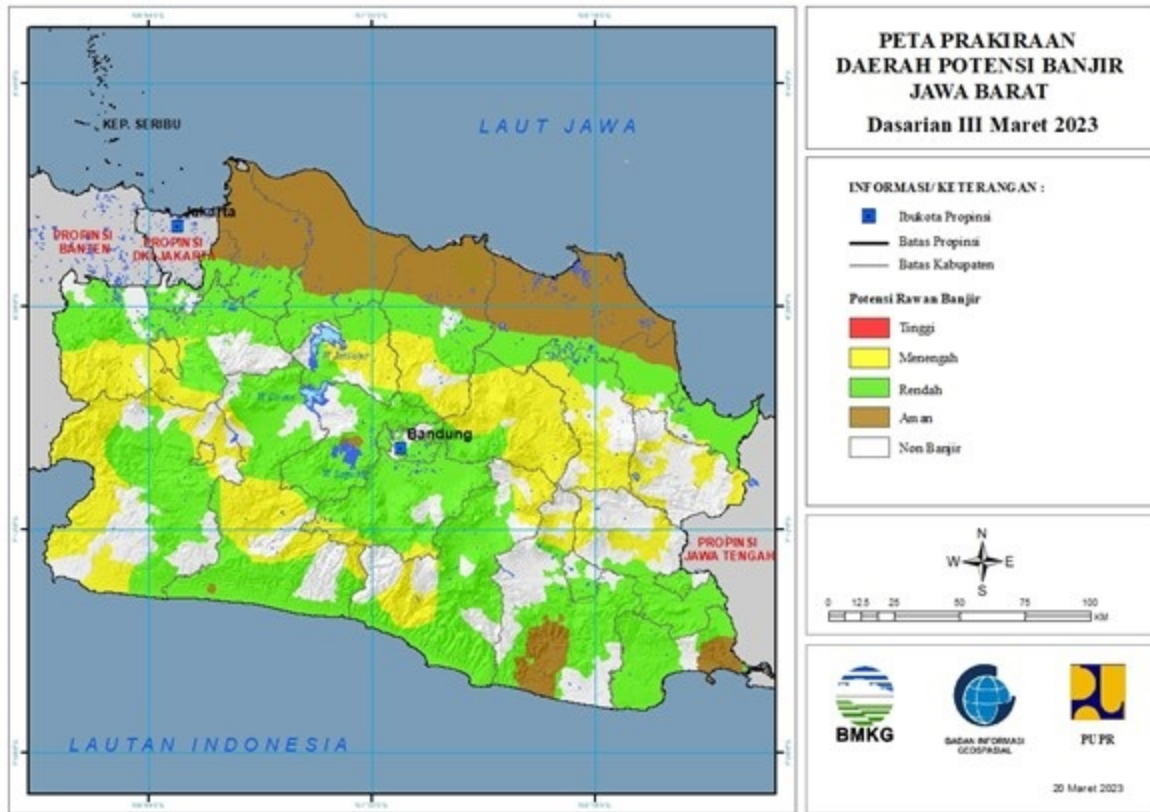 PETA PRAKIRAAN
DAERAH POTENSI BANJIR
JAWA BARAT
Dasarian III Maret 2023
KEP. SERIBU
LAUT JAWA
Jakarta
PROPINSI
BANTEN
PROPINSI
DKI JAKARTA
Bandung
PROPINSI
JAWA TENGAH
LAUTAN INDONESIA
INFORMASI/KETERANGAN :
Ibukota Propinsi
Batas Propinsi
Batas Kabupaten
Potensi Rawan Banjir
Tinggi
Menengah
Rendah
Aman
Non Banjir
N
W E
S
0 12.5 25 50 75 100
KM
BMKG
BADAN INFORMASI
GEOSPASIAL
PUPR
20 Maret 2023